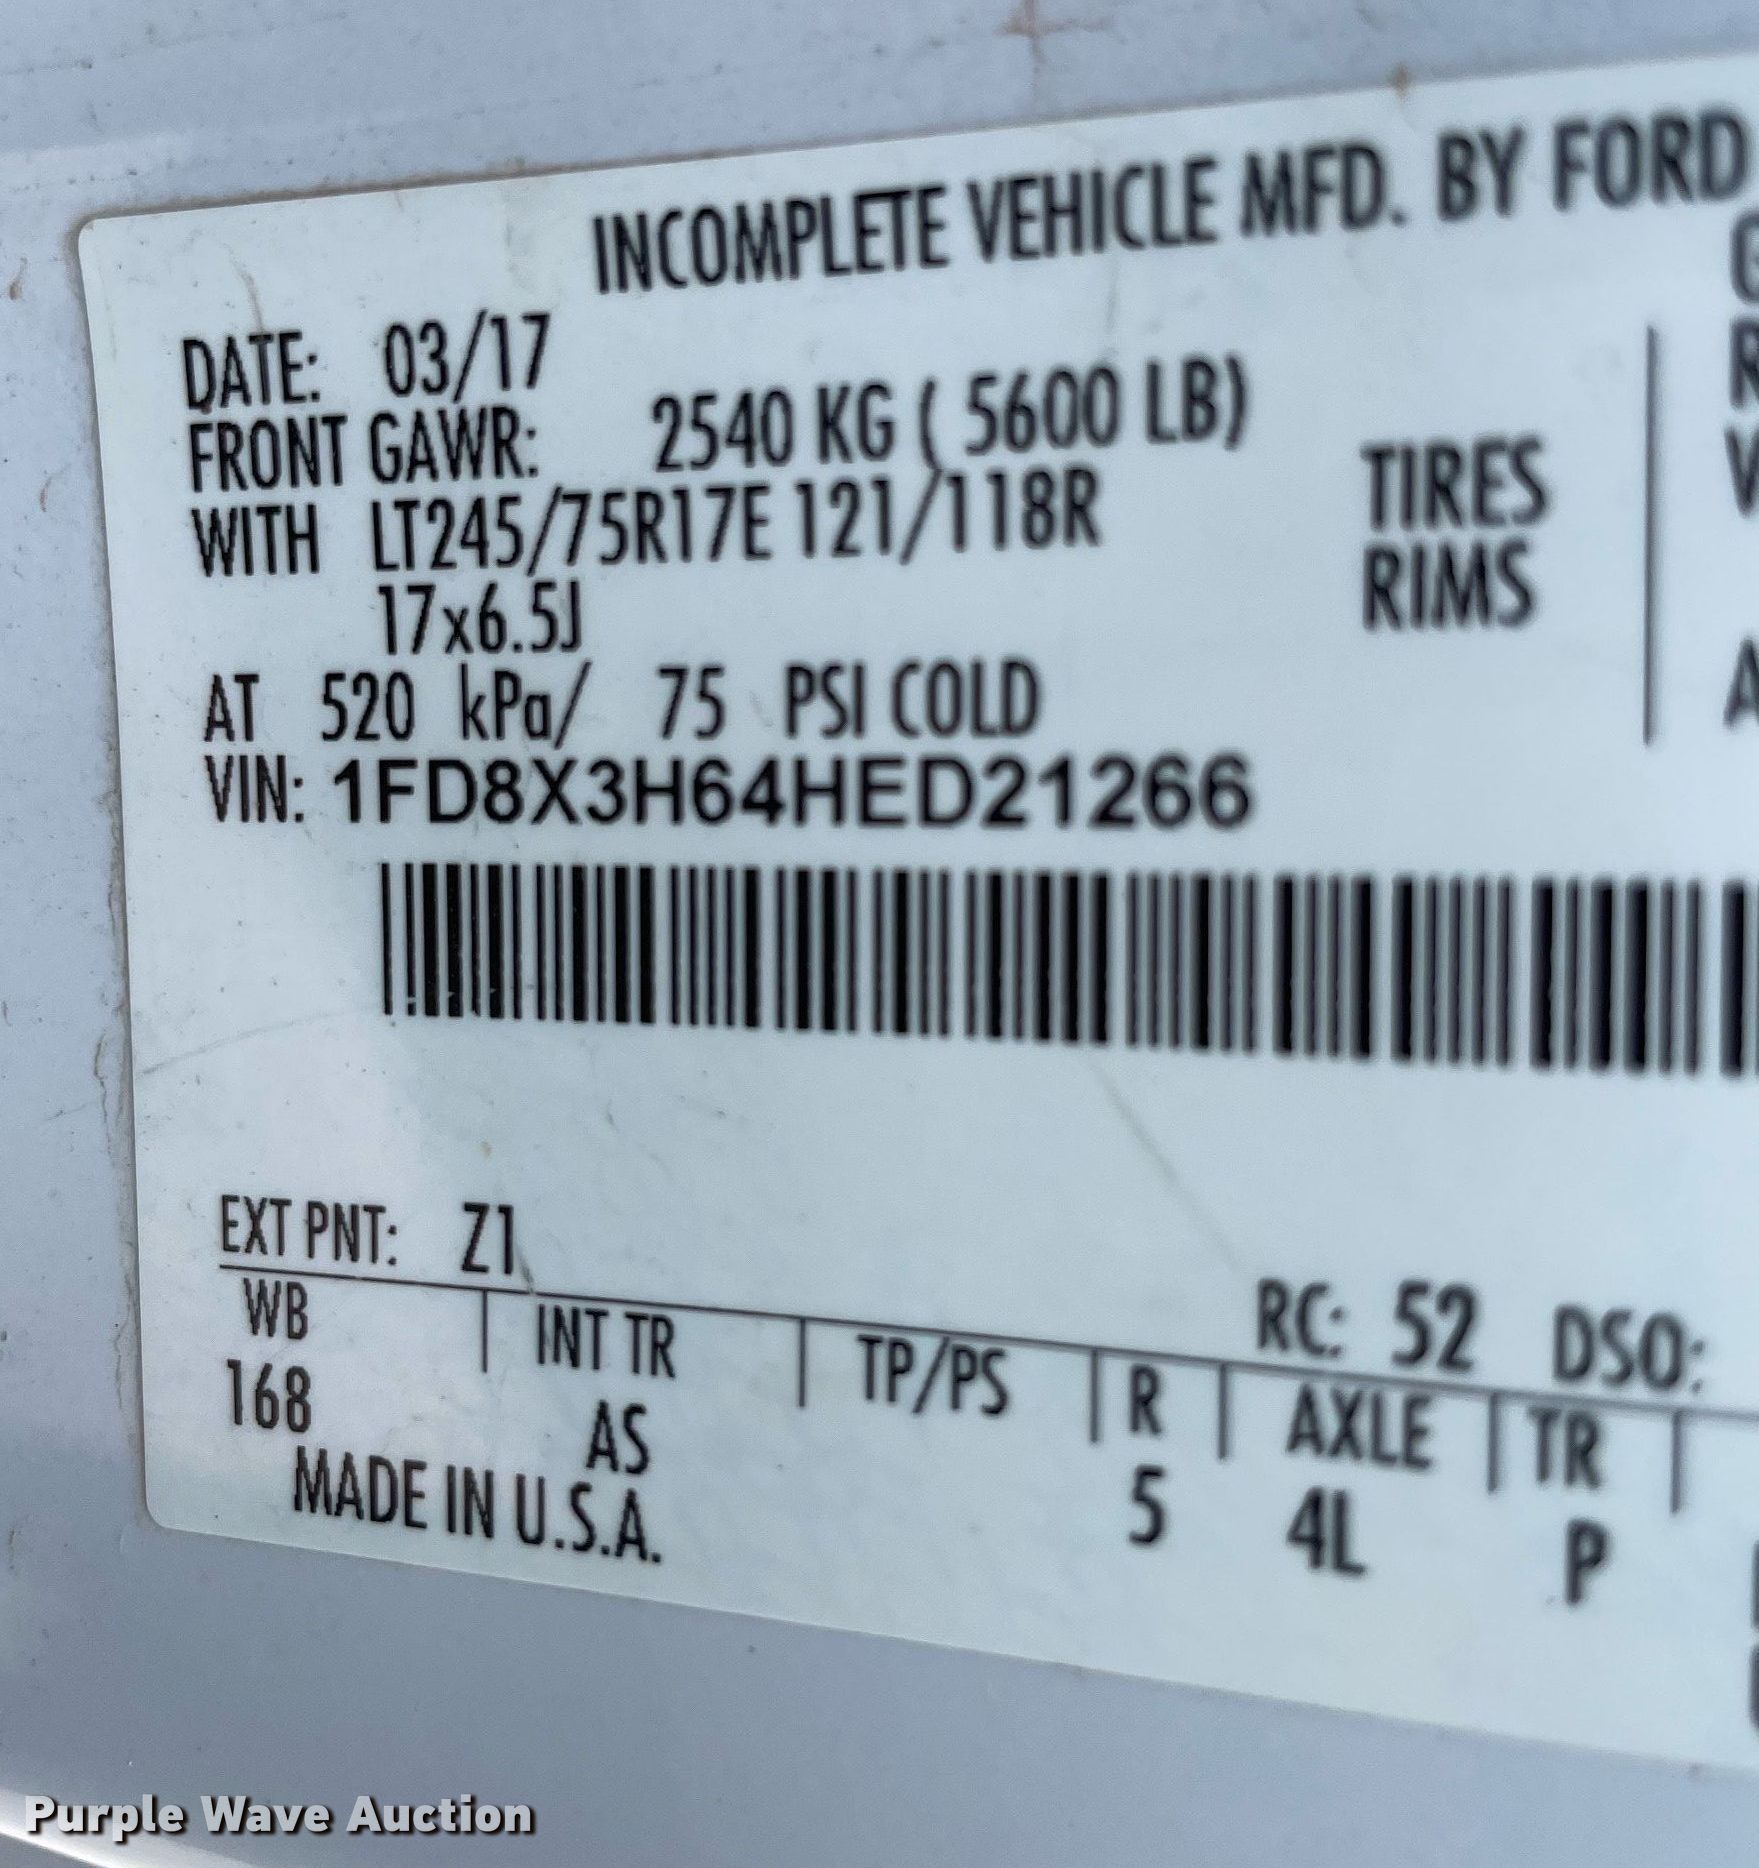 INCOMPLETE VEHICLE MFD. BY FORD
DATE: 03/17
FRONT GAWR: 2540 KG ( 5600 LB)
WITH LT245/75R17E 121/118R TIRES
17x6.5J RIMS
AT 520 kPa/ 75 PSI COLD
VIN: 1FD8X3H64HED21266
EXT PNT: Z1 RC: 52 DSO:
WB | INT TR | TP/PS | R | AXLE | TR |
168 AS 5 4L P
MADE IN U.S.A.
Purple Wave Auction